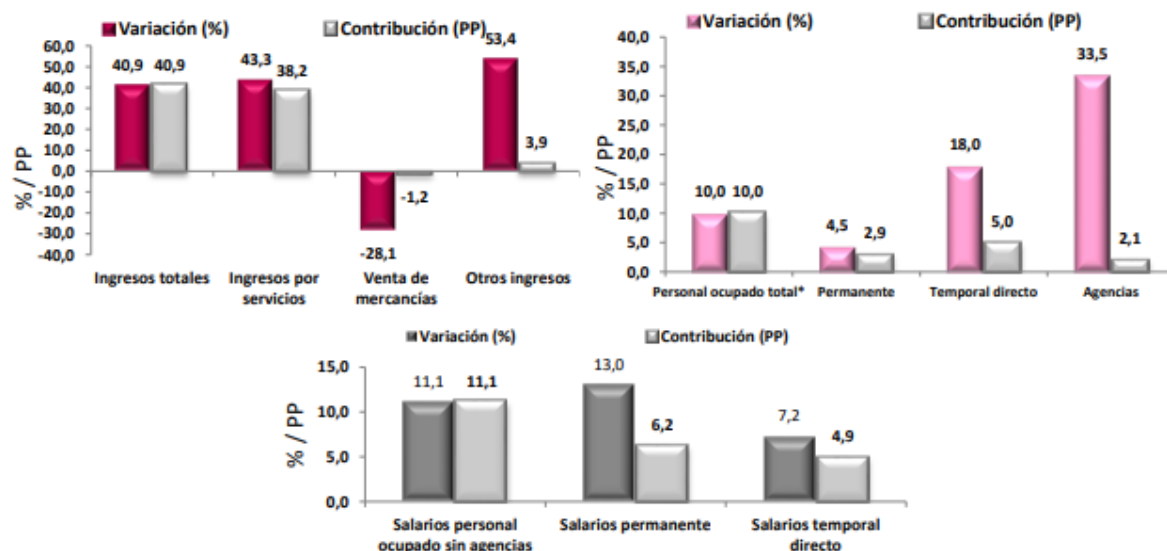 Variación (%) Contribución (PP)
% / PP
60,0
50,0
40,0
30,0
20,0
10,0
0,0
-10,0
-20,0
-30,0
-40,0
40,9 40,9
43,3 38,2
-28,1 -1,2
53,4 3,9
Ingresos totales
Ingresos por
servicios
Venta de
mercancías
Otros ingresos
Variación (%) Contribución (PP)
% / PP
40,0
35,0
30,0
25,0
20,0
15,0
10,0
5,0
0,0
10,0 10,0
4,5 2,9
18,0 5,0
33,5 2,1
Personal ocupado total*
Permanente
Temporal directo
Agencias
Variación (%) Contribución (PP)
% / PP
15,0
10,0
5,0
0,0
11,1 11,1
13,0 6,2
7,2 4,9
Salarios personal
ocupado sin agencias
Salarios permanente
Salarios temporal
directo